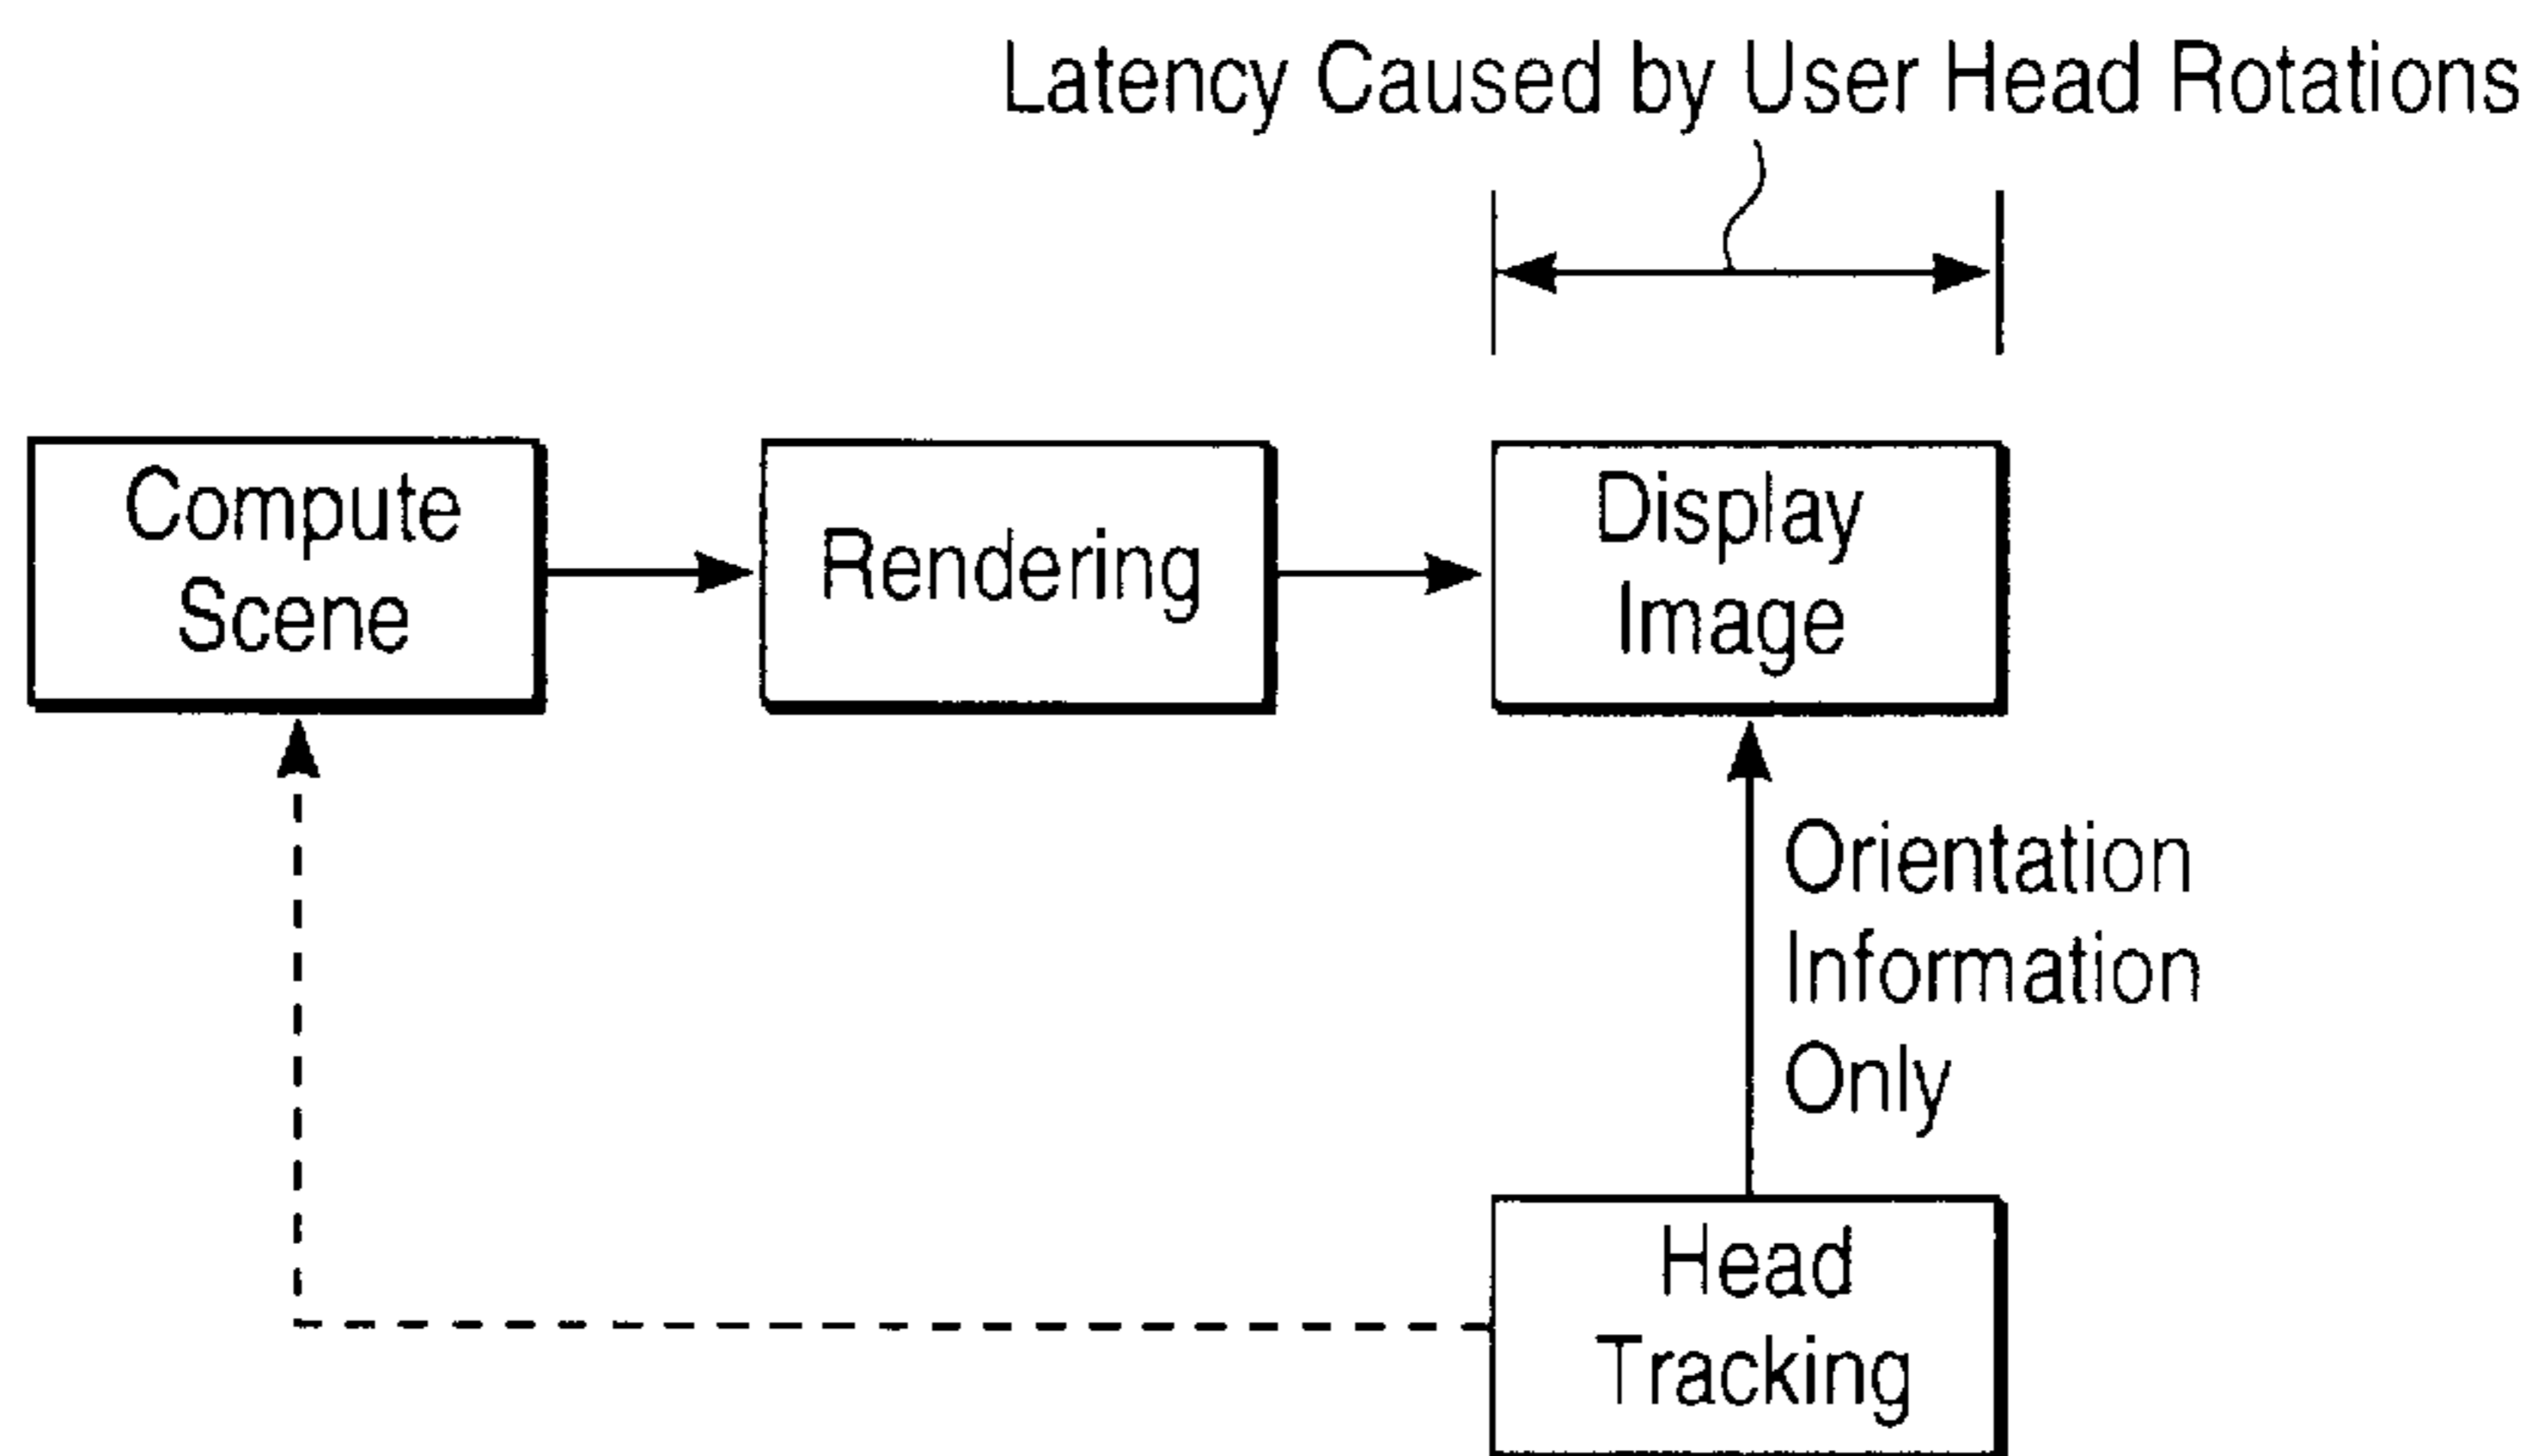 Latency Caused by User Head Rotations
Compute
Scene
Rendering
Display
Image
Orientation
Information
Only
Head
Tracking